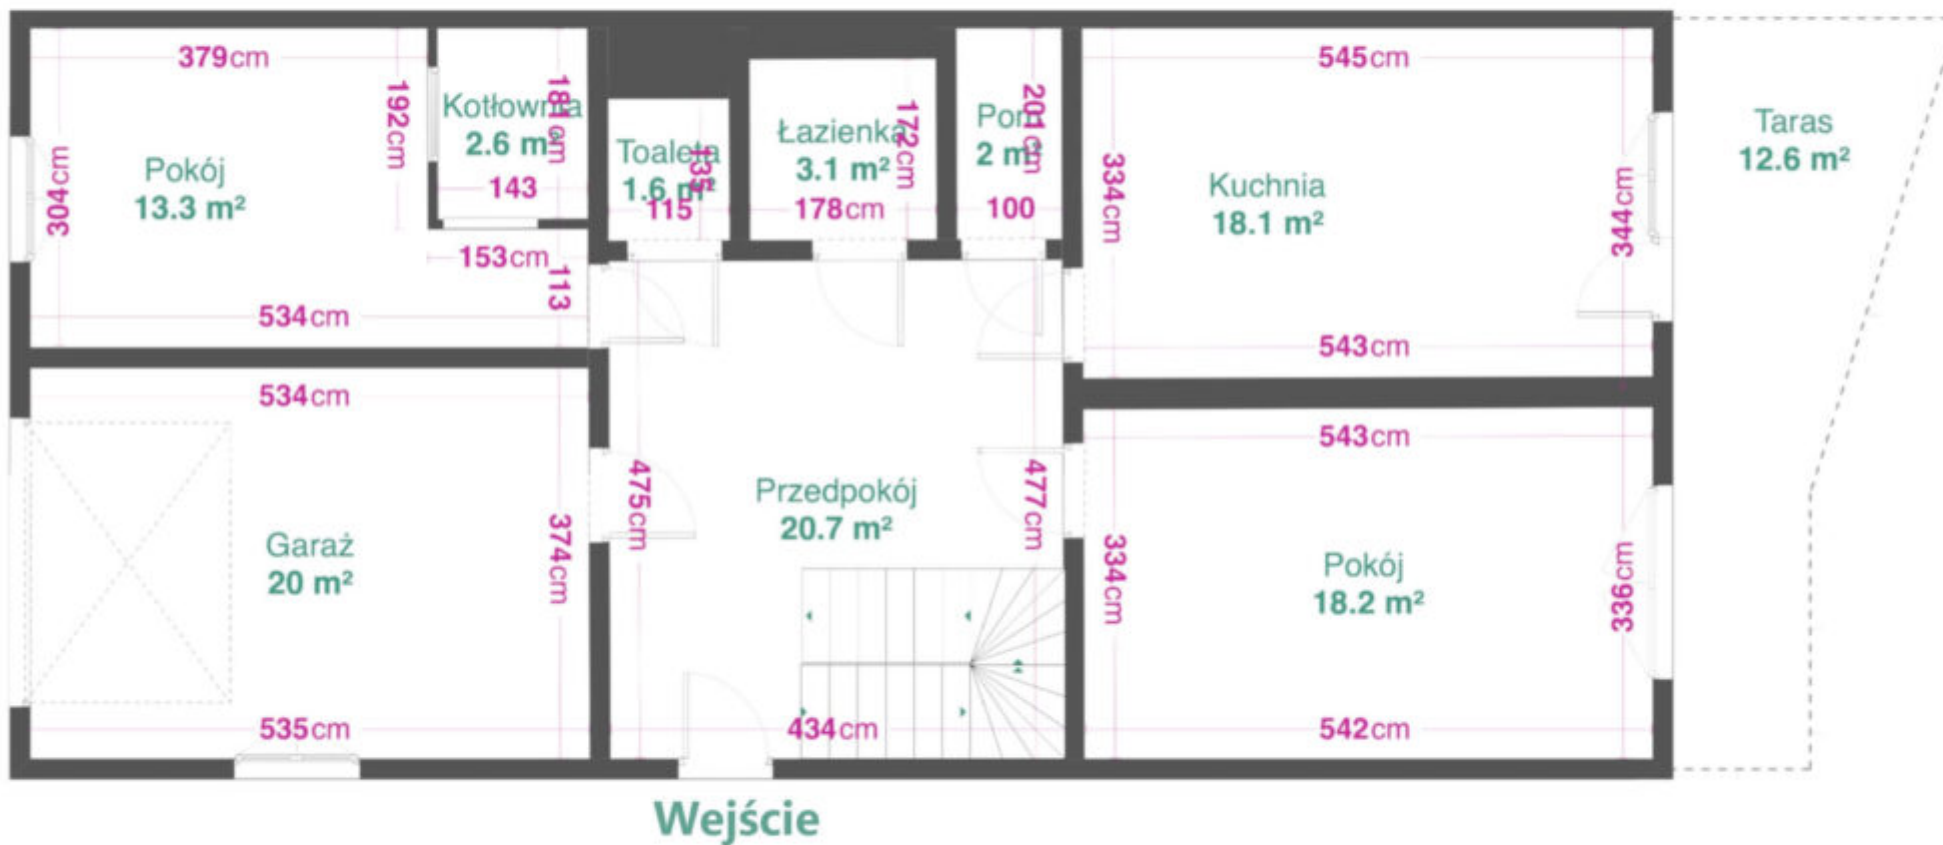 379cm
192cm
304cm
Pokój
13.3 m²
Kotłownia
2.6 m²
181cm
143
153cm
113
534cm
Toaleta
1.6 m²
135
115
Łazienka
3.1 m²
172cm
178cm
Pom
2 m²
201cm
100
545cm
334cm
Kuchnia
18.1 m²
344cm
543cm
Taras
12.6 m²
534cm
Garaż
20 m²
374cm
535cm
475cm
Przedpokój
20.7 m²
477cm
434cm
543cm
334cm
Pokój
18.2 m²
336cm
542cm
Wejście